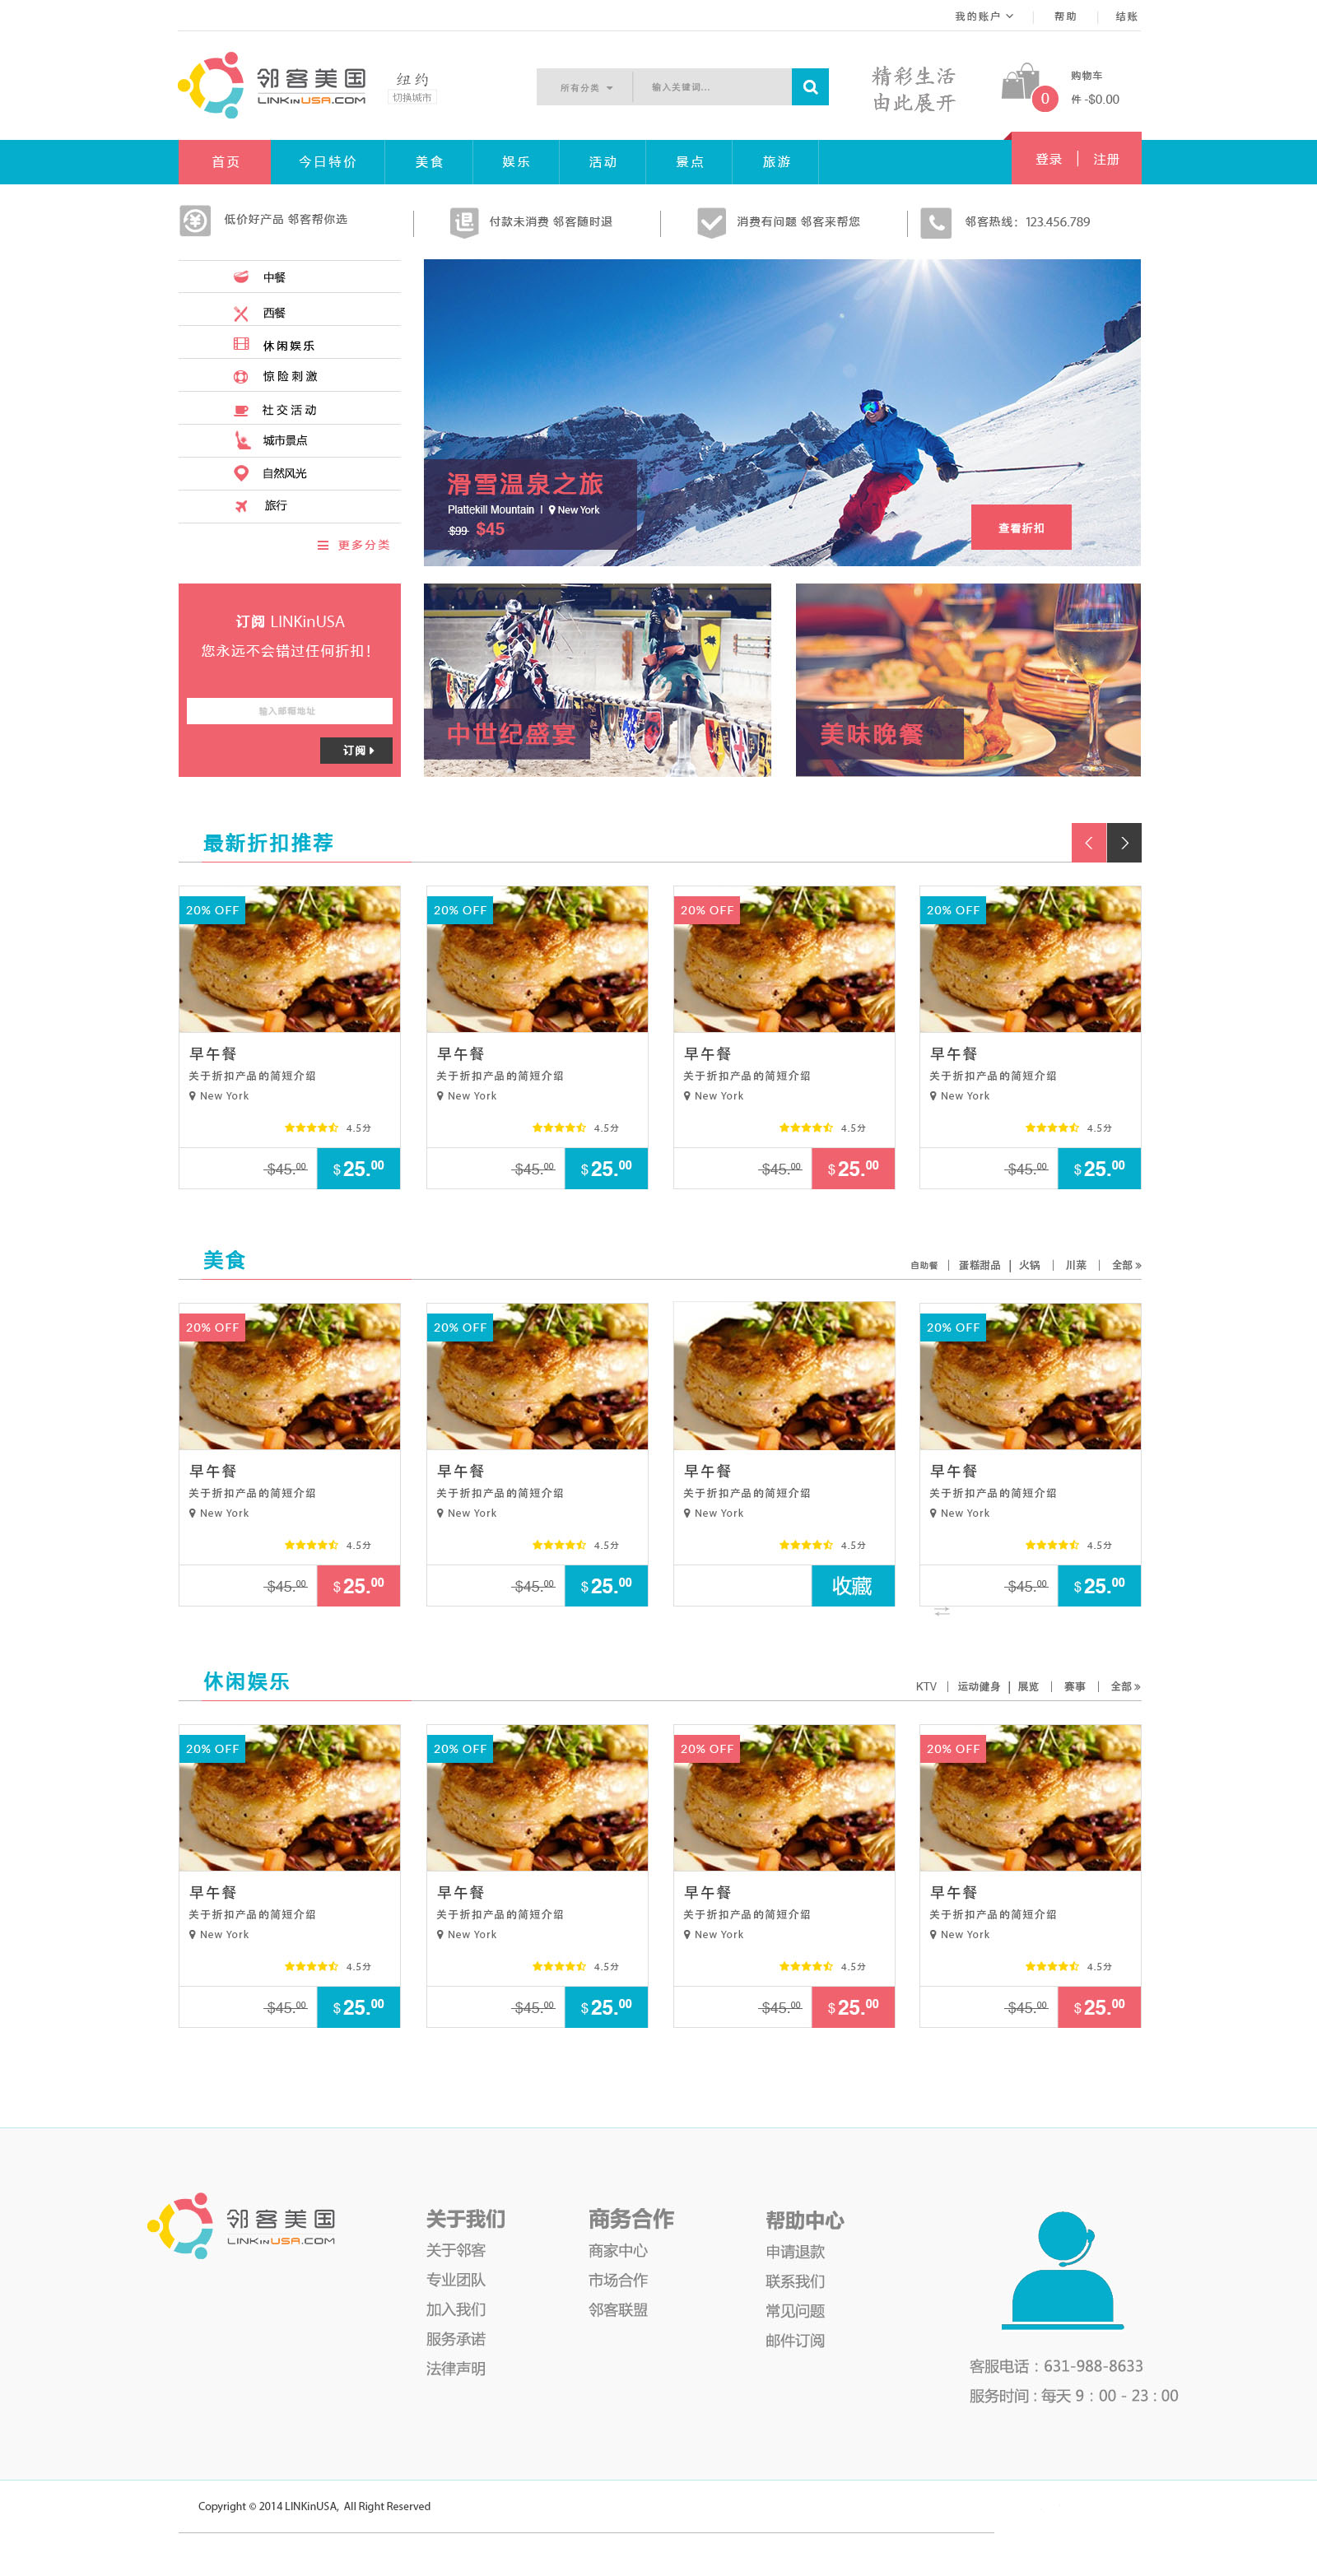 我的账户
帮助
结账
邻客美国
LINKinUSA.COM
纽约
切换城市
所有分类
输入关键词...
精彩生活
由此展开
0
购物车
件 -$0.00
首页
今日特价
美食
娱乐
活动
景点
旅游
登录 | 注册
低价好产品 邻客帮你选
付款未消费 邻客随时退
消费有问题 邻客来帮您
邻客热线：123.456.789
中餐
西餐
休闲娱乐
惊险刺激
社交活动
城市景点
自然风光
旅行
更多分类
滑雪温泉之旅
Plattekill Mountain | New York
$99 $45
查看折扣
订阅 LINKinUSA
您永远不会错过任何折扣！
输入邮箱地址
订阅
中世纪盛宴
美味晚餐
最新折扣推荐
20% OFF
早午餐
关于折扣产品的简短介绍
New York
4.5分
$45.00
$25.00
20% OFF
早午餐
关于折扣产品的简短介绍
New York
4.5分
$45.00
$25.00
20% OFF
早午餐
关于折扣产品的简短介绍
New York
4.5分
$45.00
$25.00
20% OFF
早午餐
关于折扣产品的简短介绍
New York
4.5分
$45.00
$25.00
美食
自助餐 | 蛋糕甜品 | 火锅 | 川菜 | 全部
20% OFF
早午餐
关于折扣产品的简短介绍
New York
4.5分
$45.00
$25.00
20% OFF
早午餐
关于折扣产品的简短介绍
New York
4.5分
$45.00
$25.00
早午餐
关于折扣产品的简短介绍
New York
4.5分
收藏
20% OFF
早午餐
关于折扣产品的简短介绍
New York
4.5分
$45.00
$25.00
休闲娱乐
KTV | 运动健身 | 展览 | 赛事 | 全部
20% OFF
早午餐
关于折扣产品的简短介绍
New York
4.5分
$45.00
$25.00
20% OFF
早午餐
关于折扣产品的简短介绍
New York
4.5分
$45.00
$25.00
20% OFF
早午餐
关于折扣产品的简短介绍
New York
4.5分
$45.00
$25.00
20% OFF
早午餐
关于折扣产品的简短介绍
New York
4.5分
$45.00
$25.00
邻客美国
LINKinUSA.COM
关于我们
关于邻客
专业团队
加入我们
服务承诺
法律声明
商务合作
商家中心
市场合作
邻客联盟
帮助中心
申请退款
联系我们
常见问题
邮件订阅
客服电话：631-988-8633
服务时间：每天 9：00 - 23：00
Copyright © 2014 LINKinUSA, All Right Reserved